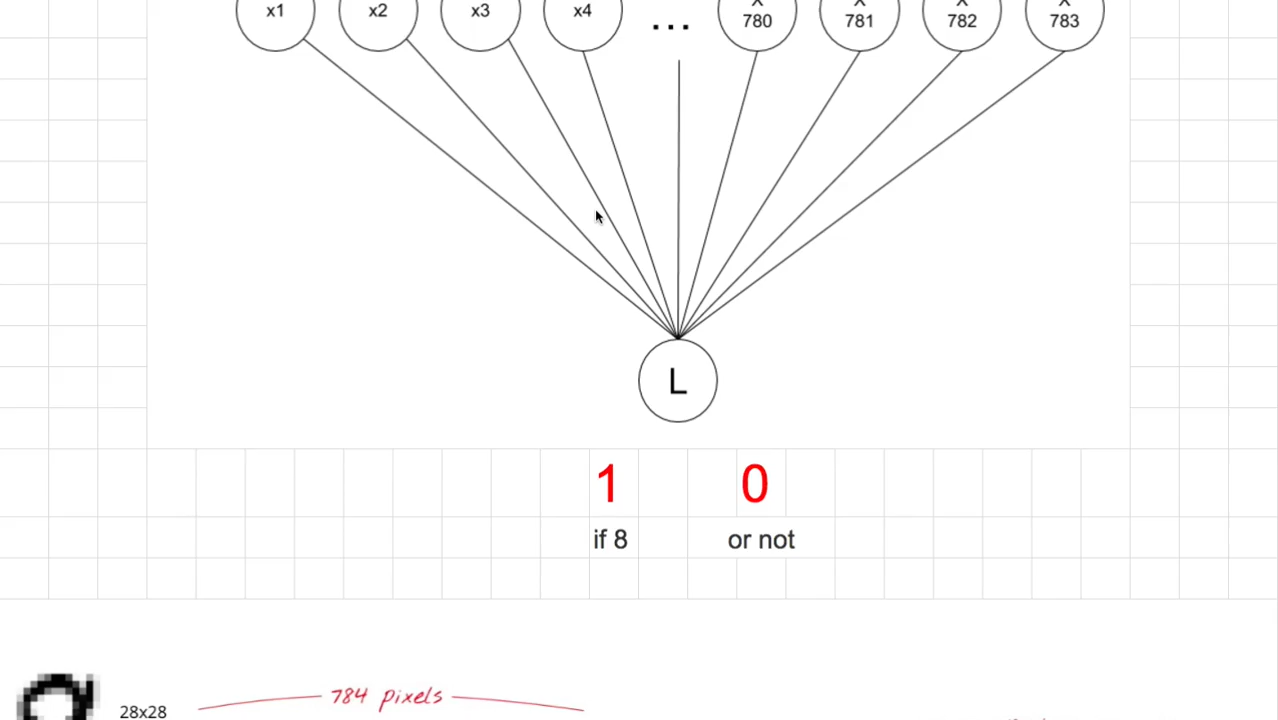 x1 x2 x3 x4 ... X 780 X 781 X 782 X 783
L
1 0
if 8 or not
784 pixels
28x28